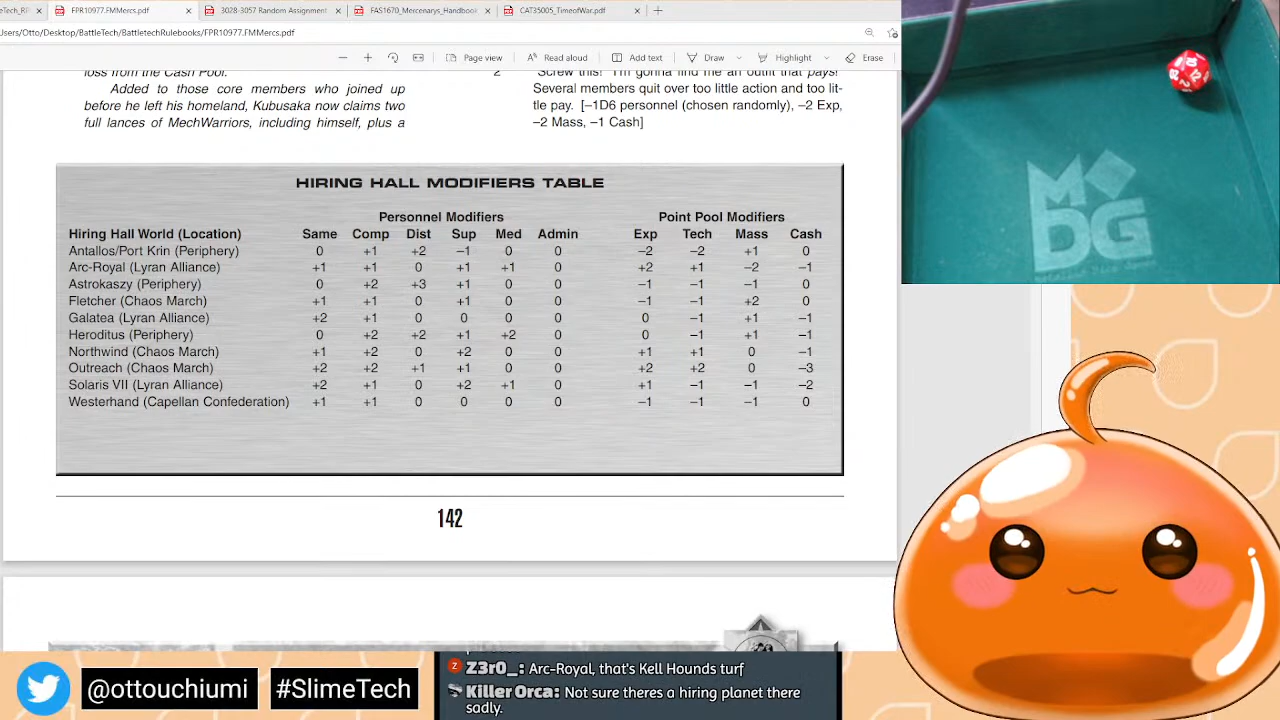 FPR10977.FMMercs.pdf
3028-3057 Random Assignment
FAS1670_Mercenarys_Handbook
CAT35005_TimeofWar.pdf
Users/Otto/Desktop/BattleTech/BattletechRulebooks/FPR10977.FMMercs.pdf
Page view
Read aloud
Add text
Draw
Highlight
Erase
loss from the Cash Pool.
Added to those core members who joined up
before he left his homeland, Kubusaka now claims two
full lances of MechWarriors, including himself, plus a
2 Screw this! I'm gonna find me an outfit that pays!
Several members quit over too little action and too lit-
tle pay. [–1D6 personnel (chosen randomly), –2 Exp,
–2 Mass, –1 Cash]
HIRING HALL MODIFIERS TABLE
Personnel Modifiers Point Pool Modifiers
Hiring Hall World (Location) Same Comp Dist Sup Med Admin Exp Tech Mass Cash
Antallos/Port Krin (Periphery) 0 +1 +2 –1 0 0 –2 –2 +1 0
Arc-Royal (Lyran Alliance) +1 +1 0 +1 +1 0 +2 +1 –2 –1
Astrokaszy (Periphery) 0 +2 +3 +1 0 0 –1 –1 –1 0
Fletcher (Chaos March) +1 +1 0 +1 0 0 –1 –1 +2 0
Galatea (Lyran Alliance) +2 +1 0 0 0 0 0 –1 +1 –1
Heroditus (Periphery) 0 +2 +2 +1 +2 0 0 –1 +1 –1
Northwind (Chaos March) +1 +2 0 +2 0 0 +1 +1 0 –1
Outreach (Chaos March) +2 +2 +1 +1 0 0 +2 +2 0 –3
Solaris VII (Lyran Alliance) +2 +1 0 +2 +1 0 +1 –1 –1 –2
Westerhand (Capellan Confederation) +1 +1 0 0 0 0 –1 –1 –1 0
142
MDG
@ottouchiumi
#SlimeTech
Z3r0_: Arc-Royal, that's Kell Hounds turf
KillerOrca: Not sure theres a hiring planet there
sadly.